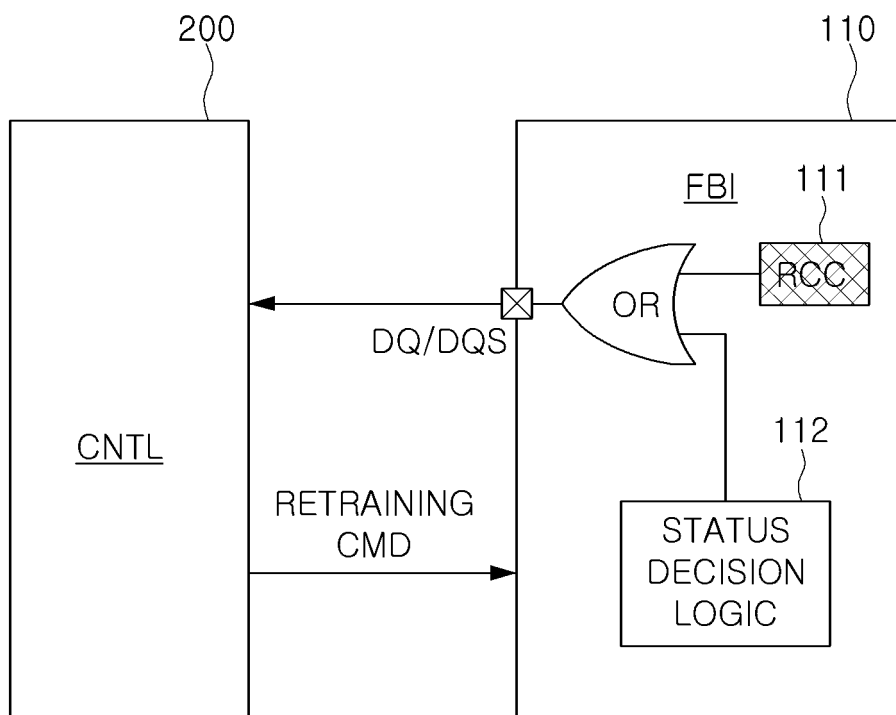 200
110
FBI
111
RCC
OR
DQ/DQS
CNTL
112
RETRAINING
CMD
STATUS
DECISION
LOGIC